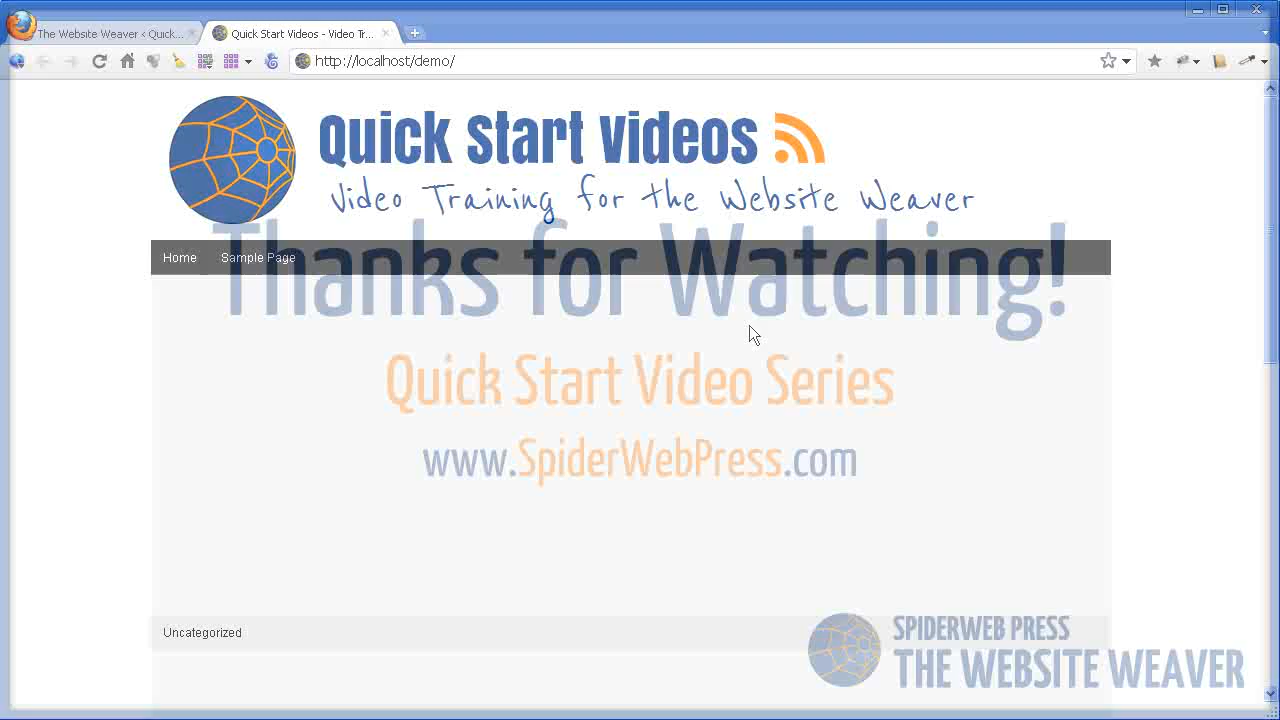 The Website Weaver ‹ Quick...
Quick Start Videos - Video Tr...
http://localhost/demo/
Quick Start Videos
Video Training for the Website Weaver
Thanks for Watching!
Home Sample Page
Quick Start Video Series
www.SpiderWebPress.com
Uncategorized
SPIDERWEB PRESS
THE WEBSITE WEAVER